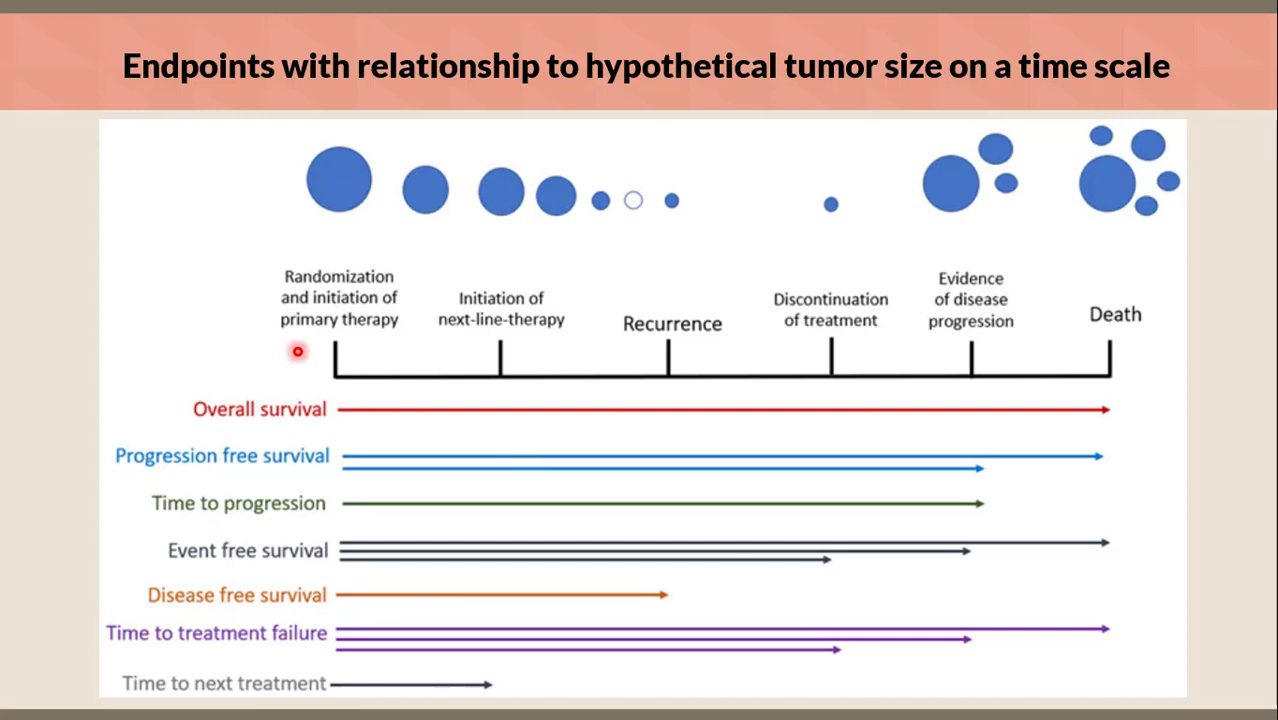 Endpoints with relationship to hypothetical tumor size on a time scale
Randomization
and initiation of
primary therapy
Initiation of
next-line-therapy
Recurrence
Discontinuation
of treatment
Evidence
of disease
progression
Death
Overall survival
Progression free survival
Time to progression
Event free survival
Disease free survival
Time to treatment failure
Time to next treatment